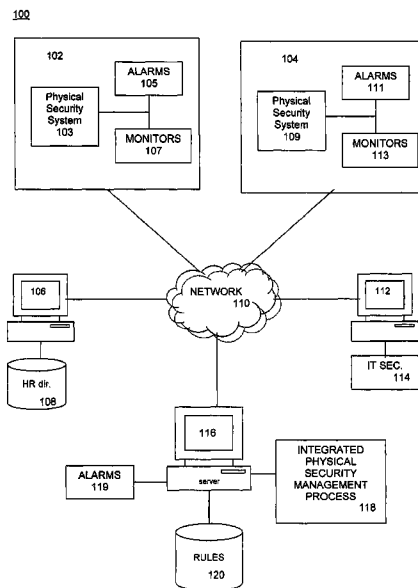 100
102
ALARMS
105
Physical
Security
System
103
MONITORS
107
104
ALARMS
111
Physical
Security
System
109
MONITORS
113
106
HR dir.
108
NETWORK
110
112
IT SEC.
114
116
server
ALARMS
119
INTEGRATED
PHYSICAL
SECURITY
MANAGEMENT
PROCESS
118
RULES
120